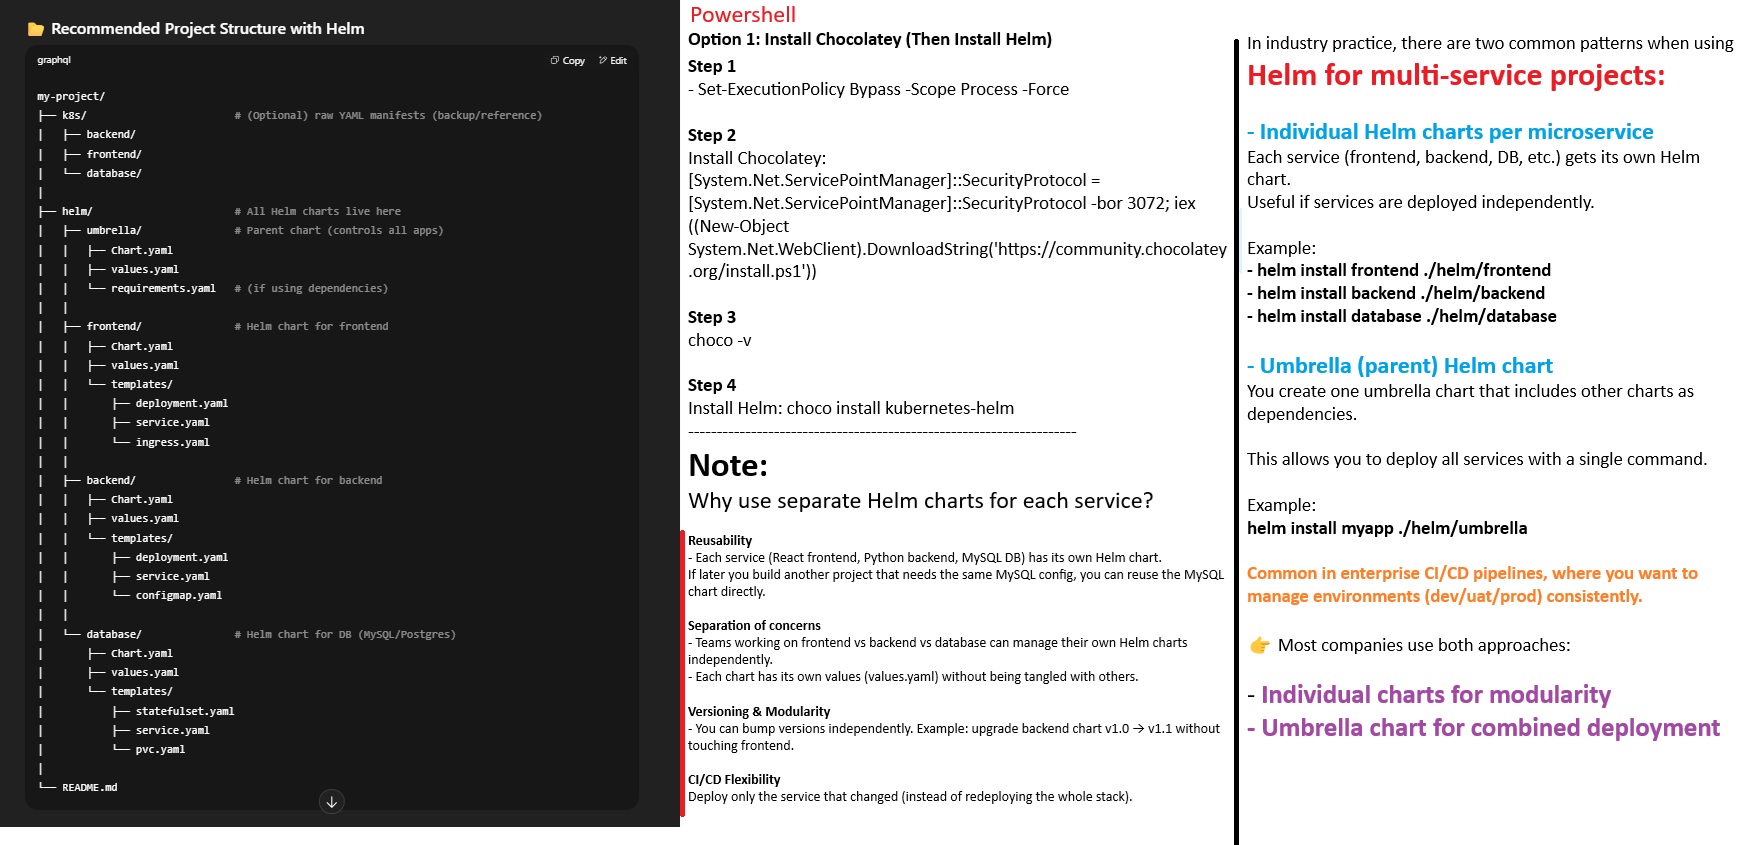 📂 Recommended Project Structure with Helm
graphql
Copy
Edit
my-project/
├── k8s/ # (Optional) raw YAML manifests (backup/reference)
│ ├── backend/
│ ├── frontend/
│ └── database/
│
├── helm/ # All Helm charts live here
│ ├── umbrella/ # Parent chart (controls all apps)
│ │ ├── Chart.yaml
│ │ ├── values.yaml
│ │ └── requirements.yaml # (if using dependencies)
│ │
│ ├── frontend/ # Helm chart for frontend
│ │ ├── Chart.yaml
│ │ ├── values.yaml
│ │ └── templates/
│ │ ├── deployment.yaml
│ │ ├── service.yaml
│ │ └── ingress.yaml
│ │
│ ├── backend/ # Helm chart for backend
│ │ ├── Chart.yaml
│ │ ├── values.yaml
│ │ └── templates/
│ │ ├── deployment.yaml
│ │ ├── service.yaml
│ │ └── configmap.yaml
│ │
│ └── database/ # Helm chart for DB (MySQL/Postgres)
│ ├── Chart.yaml
│ ├── values.yaml
│ └── templates/
│ ├── statefulset.yaml
│ ├── service.yaml
│ └── pvc.yaml
│
└── README.md
Powershell
Option 1: Install Chocolatey (Then Install Helm)
Step 1
- Set-ExecutionPolicy Bypass -Scope Process -Force
Step 2
Install Chocolatey:
[System.Net.ServicePointManager]::SecurityProtocol =
[System.Net.ServicePointManager]::SecurityProtocol -bor 3072; iex
((New-Object
System.Net.WebClient).DownloadString('https://community.chocolatey
.org/install.ps1'))
Step 3
choco -v
Step 4
Install Helm: choco install kubernetes-helm
--------------------------------------------------------------------
Note:
Why use separate Helm charts for each service?
Reusability
- Each service (React frontend, Python backend, MySQL DB) has its own Helm chart.
If later you build another project that needs the same MySQL config, you can reuse the MySQL
chart directly.
Separation of concerns
- Teams working on frontend vs backend vs database can manage their own Helm charts
independently.
- Each chart has its own values (values.yaml) without being tangled with others.
Versioning & Modularity
- You can bump versions independently. Example: upgrade backend chart v1.0 → v1.1 without
touching frontend.
CI/CD Flexibility
Deploy only the service that changed (instead of redeploying the whole stack).
In industry practice, there are two common patterns when using
Helm for multi-service projects:
- Individual Helm charts per microservice
Each service (frontend, backend, DB, etc.) gets its own Helm
chart.
Useful if services are deployed independently.
Example:
- helm install frontend ./helm/frontend
- helm install backend ./helm/backend
- helm install database ./helm/database
- Umbrella (parent) Helm chart
You create one umbrella chart that includes other charts as
dependencies.
This allows you to deploy all services with a single command.
Example:
helm install myapp ./helm/umbrella
Common in enterprise CI/CD pipelines, where you want to
manage environments (dev/uat/prod) consistently.
👉 Most companies use both approaches:
- Individual charts for modularity
- Umbrella chart for combined deployment